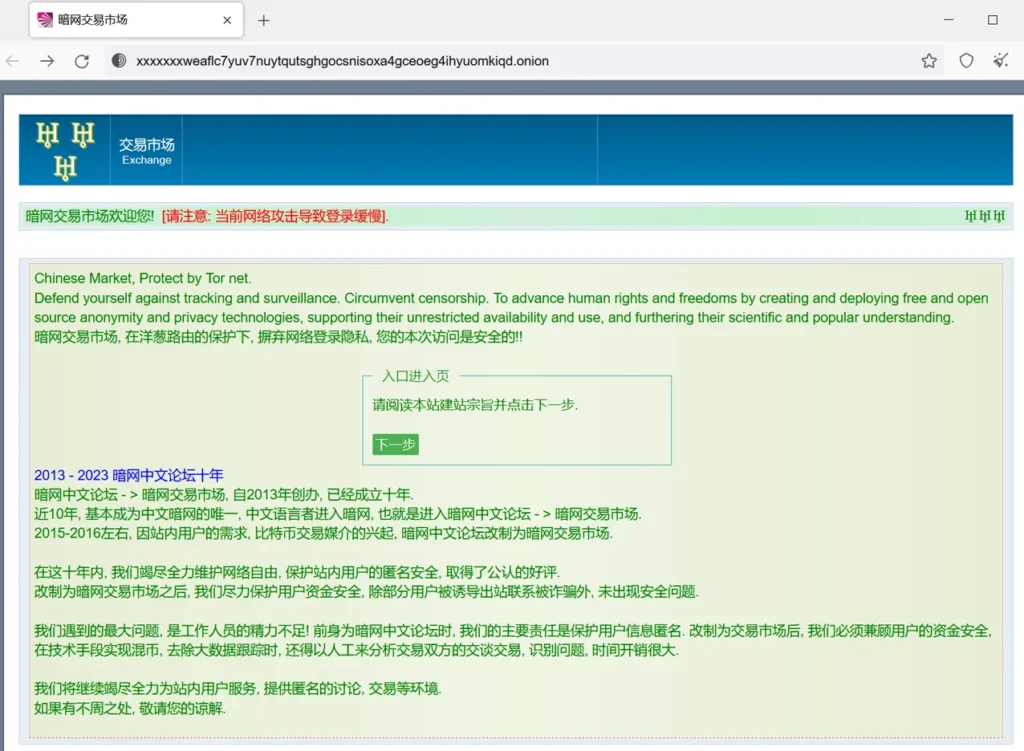 暗网交易市场
xxxxxxxweaflc7yuv7nuytqutsghgocsnisoxa4gceoeg4ihyuomkiqd.onion
交易市场
Exchange
暗网交易市场欢迎您! [请注意: 当前网络攻击导致登录缓慢].
Chinese Market, Protect by Tor net.
Defend yourself against tracking and surveillance. Circumvent censorship. To advance human rights and freedoms by creating and deploying free and open
source anonymity and privacy technologies, supporting their unrestricted availability and use, and furthering their scientific and popular understanding.
暗网交易市场, 在洋葱路由的保护下, 摒弃网络登录隐私, 您的本次访问是安全的!!
入口进入页
请阅读本站建站宗旨并点击下一步.
下一步
2013 - 2023 暗网中文论坛十年
暗网中文论坛 - > 暗网交易市场, 自2013年创办, 已经成立十年.
近10年, 基本成为中文暗网的唯一, 中文语言者进入暗网, 也就是进入暗网中文论坛 - > 暗网交易市场.
2015-2016左右, 因站内用户的需求, 比特币交易媒介的兴起, 暗网中文论坛改制为暗网交易市场.
在这十年内, 我们竭尽全力维护网络自由, 保护站内用户的匿名安全, 取得了公认的好评.
改制为暗网交易市场之后, 我们尽力保护用户资金安全, 除部分用户被诱导出站联系被诈骗外, 未出现安全问题.
我们遇到的最大问题, 是工作人员的精力不足! 前身为暗网中文论坛时, 我们的主要责任是保护用户信息匿名. 改制为交易市场后, 我们必须兼顾用户的资金安全,
在技术手段实现混币, 去除大数据跟踪时, 还得以人工来分析交易双方的交谈交易, 识别问题, 时间开销很大.
我们将继续竭尽全力为站内用户服务, 提供匿名的讨论, 交易等环境.
如果有不周之处, 敬请您的谅解.